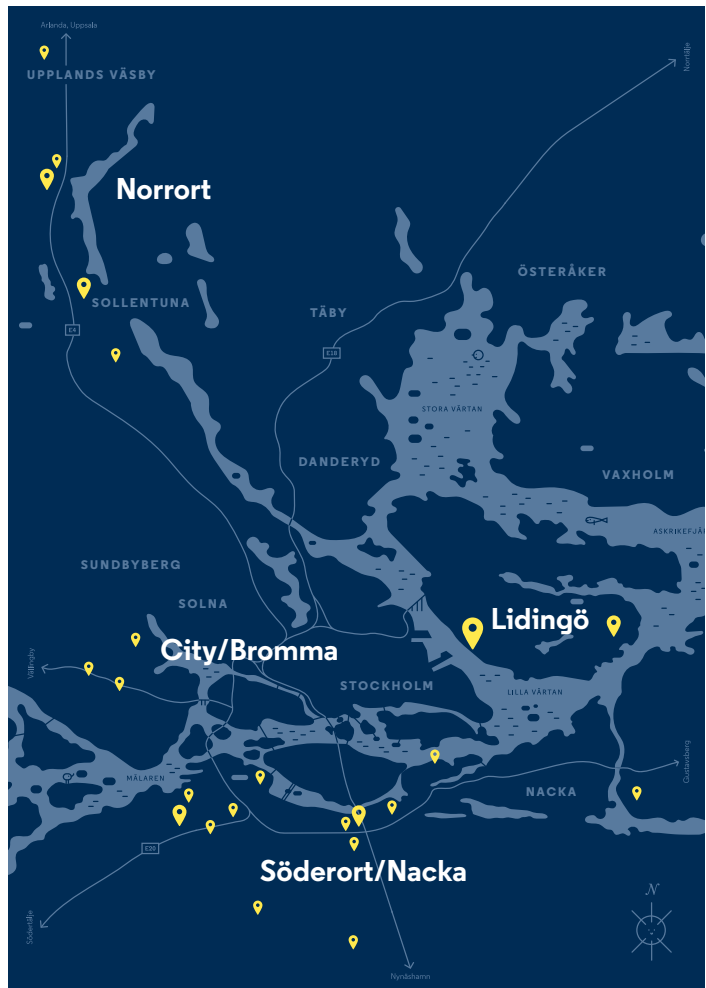 Arlanda, Uppsala
Norrtälje
UPPLANDS VÄSBY
Norrort
ÖSTERÅKER
SOLLENTUNA
TÄBY
E4
E18
STORA VÄRTAN
DANDERYD
VAXHOLM
ASKRIKEFJÄ
SUNDBYBERG
SOLNA
Lidingö
City/Bromma
Vällingby
STOCKHOLM
LILLA VÄRTAN
Gustavsberg
MÄLAREN
NACKA
E20
Söderort/Nacka
N
Södertälje
Nynäshamn